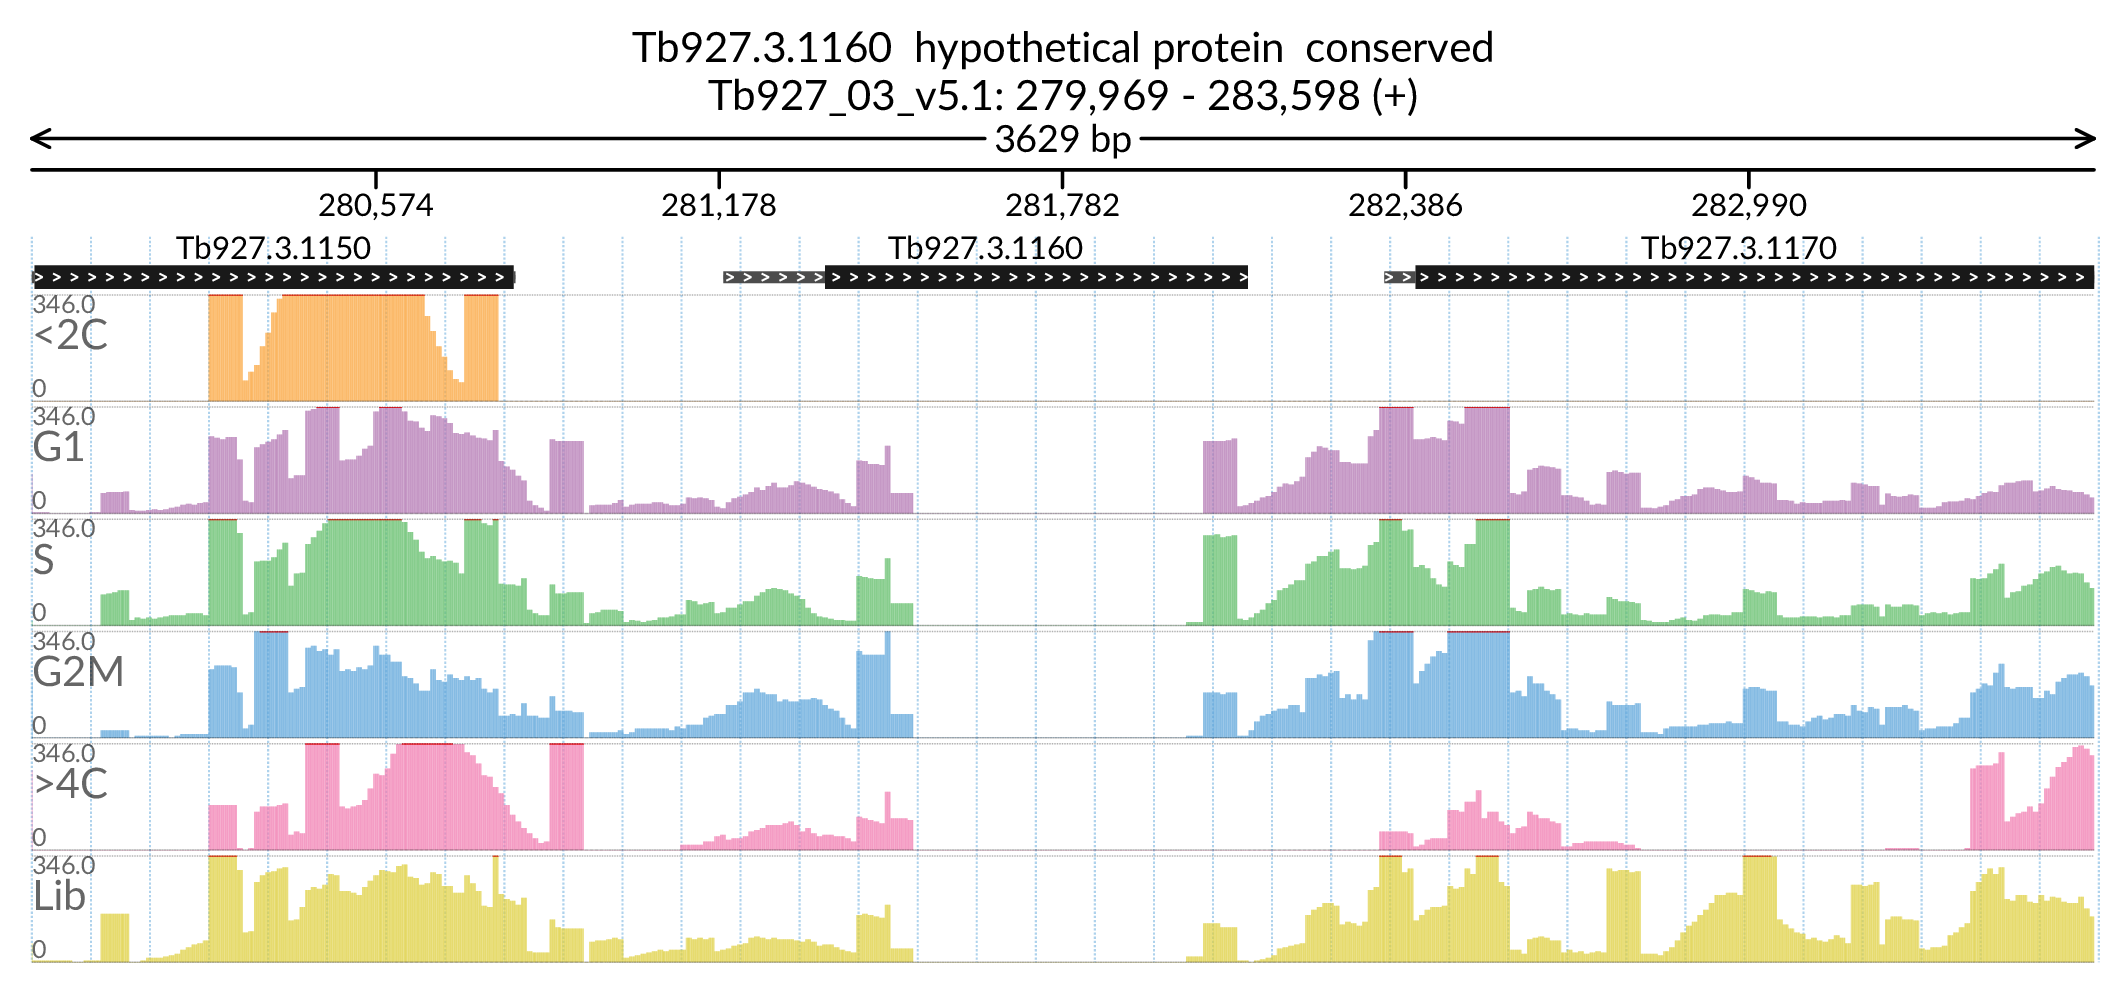 Tb927.3.1160  hypothetical protein  conserved
Tb927_03_v5.1: 279,969 - 283,598 (+)
3629 bp
280,574 281,178 281,782 282,386 282,990
Tb927.3.1150 Tb927.3.1160 Tb927.3.1170
346.0
<2C
0
346.0
G1
0
346.0
S
0
346.0
G2M
0
346.0
>4C
0
346.0
Lib
0